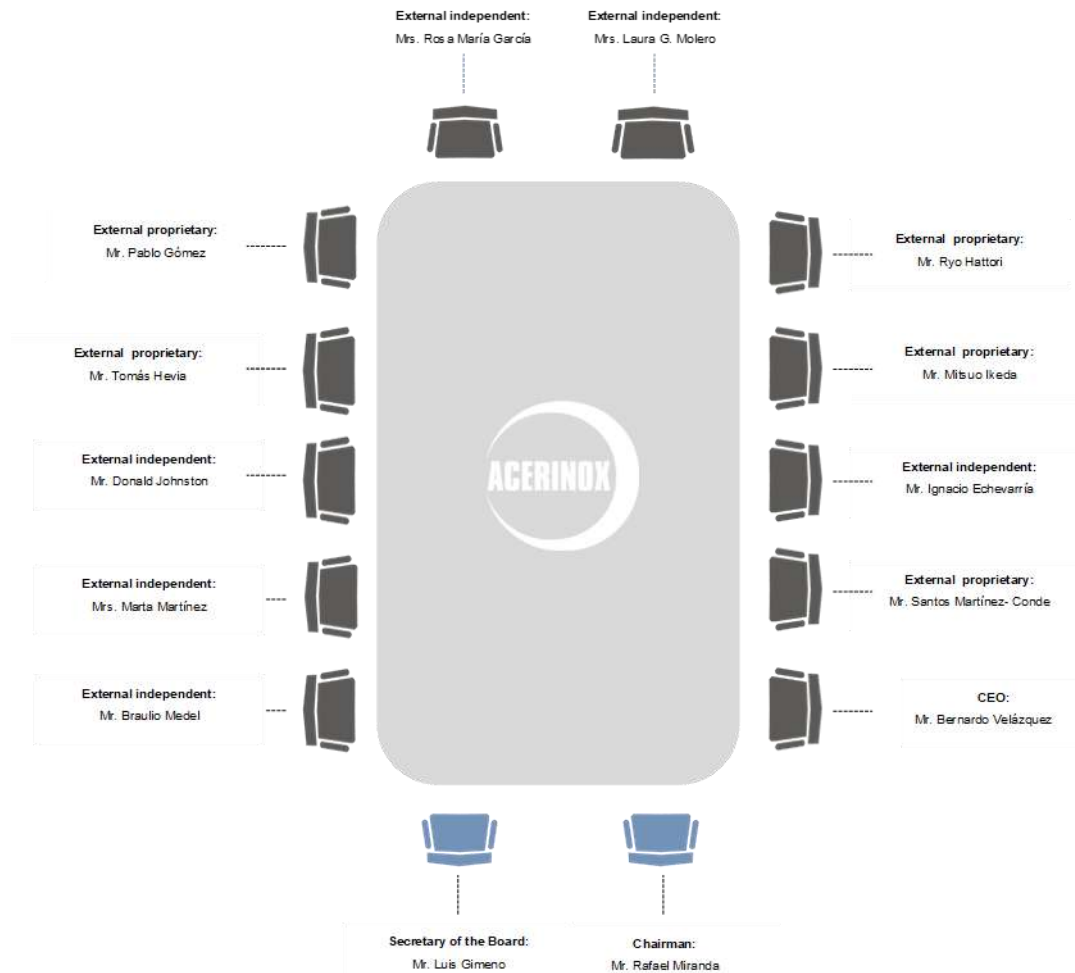 External independent:
Mrs. Rosa María García
External independent:
Mrs. Laura G. Molero
External proprietary:
Mr. Pablo Gómez
External proprietary:
Mr. Ryo Hattori
External proprietary:
Mr. Tomás Hevia
External proprietary:
Mr. Mitsuo Ikeda
External independent:
Mr. Donald Johnston
External independent:
Mr. Ignacio Echevarría
ACERINOX
External independent:
Mrs. Marta Martínez
External proprietary:
Mr. Santos Martínez- Conde
External independent:
Mr. Braulio Medel
CEO:
Mr. Bernardo Velázquez
Secretary of the Board:
Mr. Luis Gimeno
Chairman:
Mr. Rafael Miranda